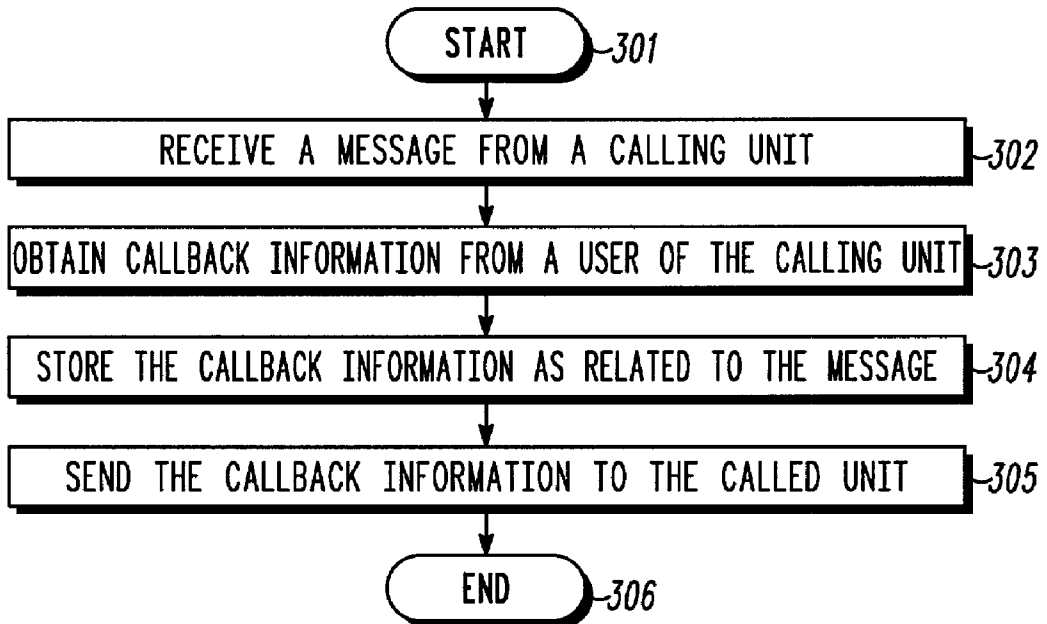 START 301
RECEIVE A MESSAGE FROM A CALLING UNIT 302
OBTAIN CALLBACK INFORMATION FROM A USER OF THE CALLING UNIT 303
STORE THE CALLBACK INFORMATION AS RELATED TO THE MESSAGE 304
SEND THE CALLBACK INFORMATION TO THE CALLED UNIT 305
END 306